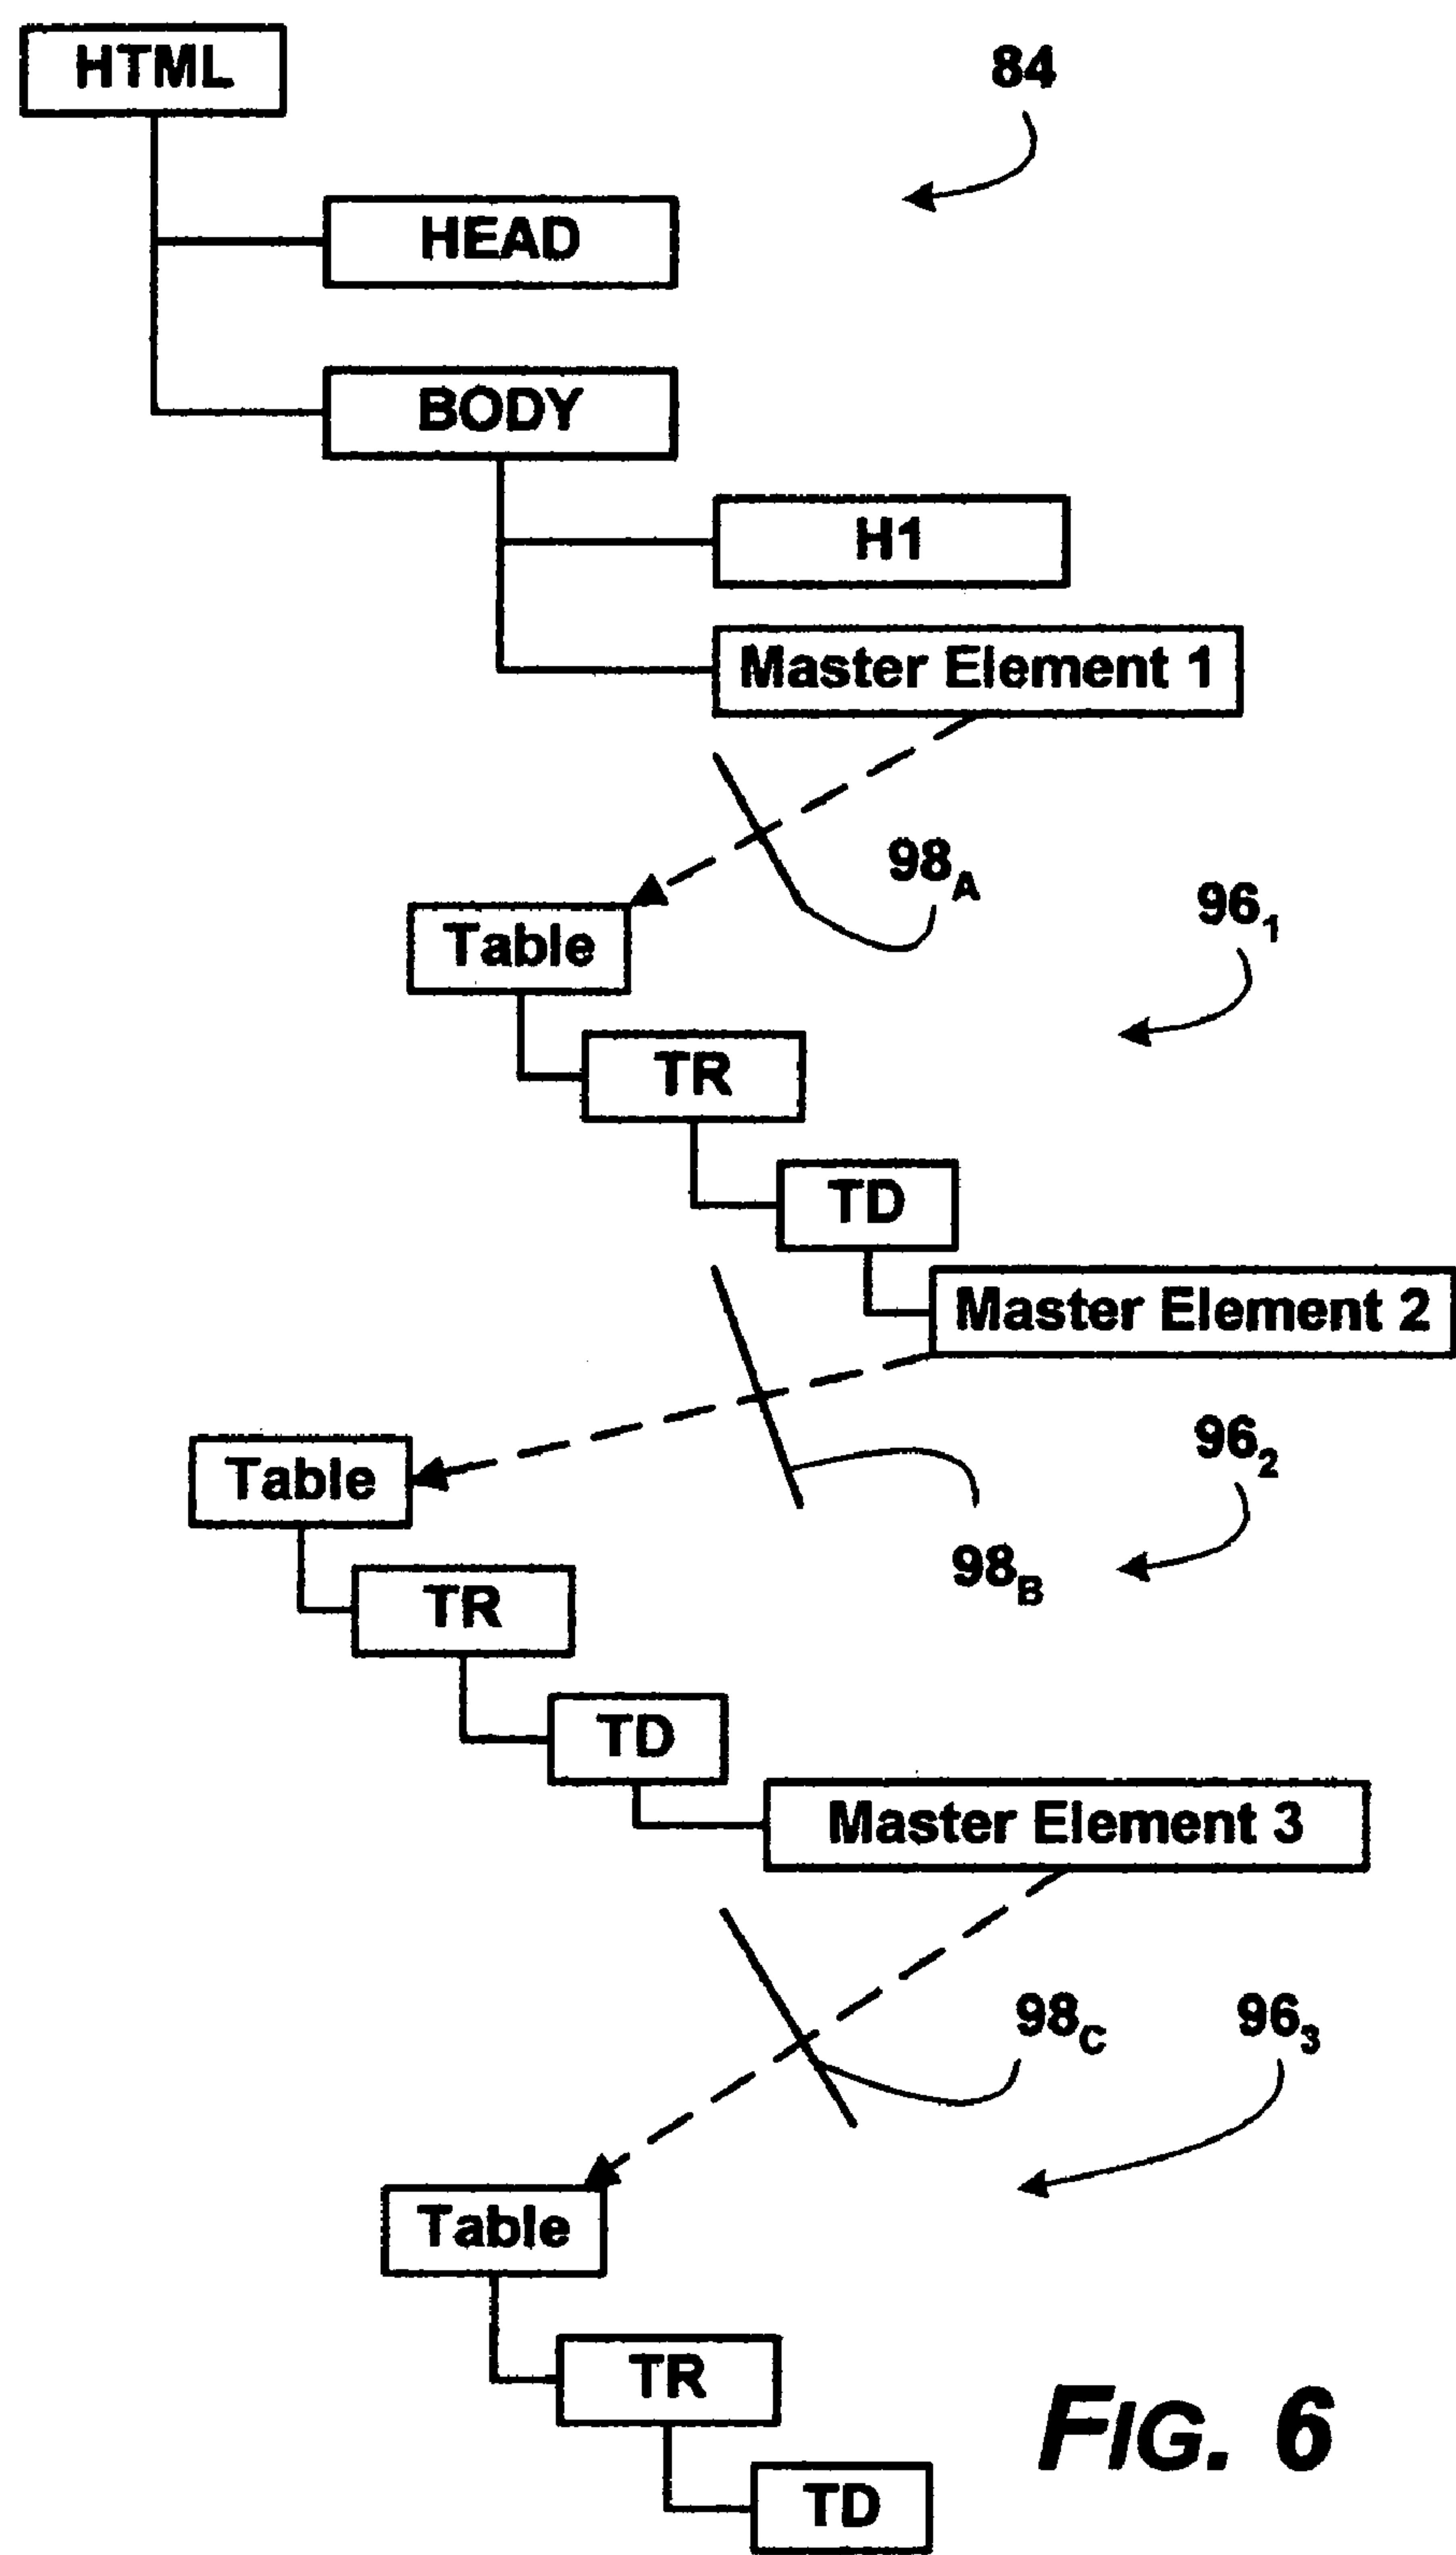 HTML
84
HEAD
BODY
H1
Master Element 1
98A
961
Table
TR
TD
Master Element 2
962
Table
98B
TR
TD
Master Element 3
98C
963
Table
TR
TD
FIG. 6